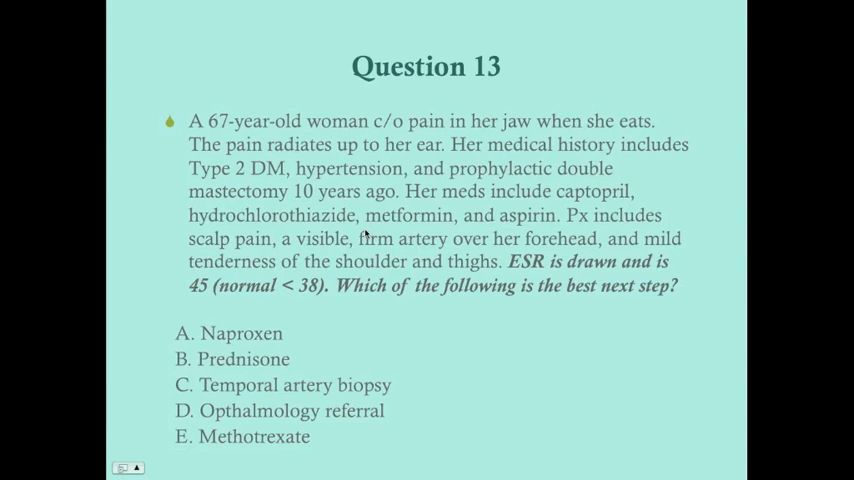 Question 13
A 67-year-old woman c/o pain in her jaw when she eats.
The pain radiates up to her ear. Her medical history includes
Type 2 DM, hypertension, and prophylactic double
mastectomy 10 years ago. Her meds include captopril,
hydrochlorothiazide, metformin, and aspirin. Px includes
scalp pain, a visible, firm artery over her forehead, and mild
tenderness of the shoulder and thighs. ESR is drawn and is
45 (normal < 38). Which of the following is the best next step?
A. Naproxen
B. Prednisone
C. Temporal artery biopsy
D. Opthalmology referral
E. Methotrexate